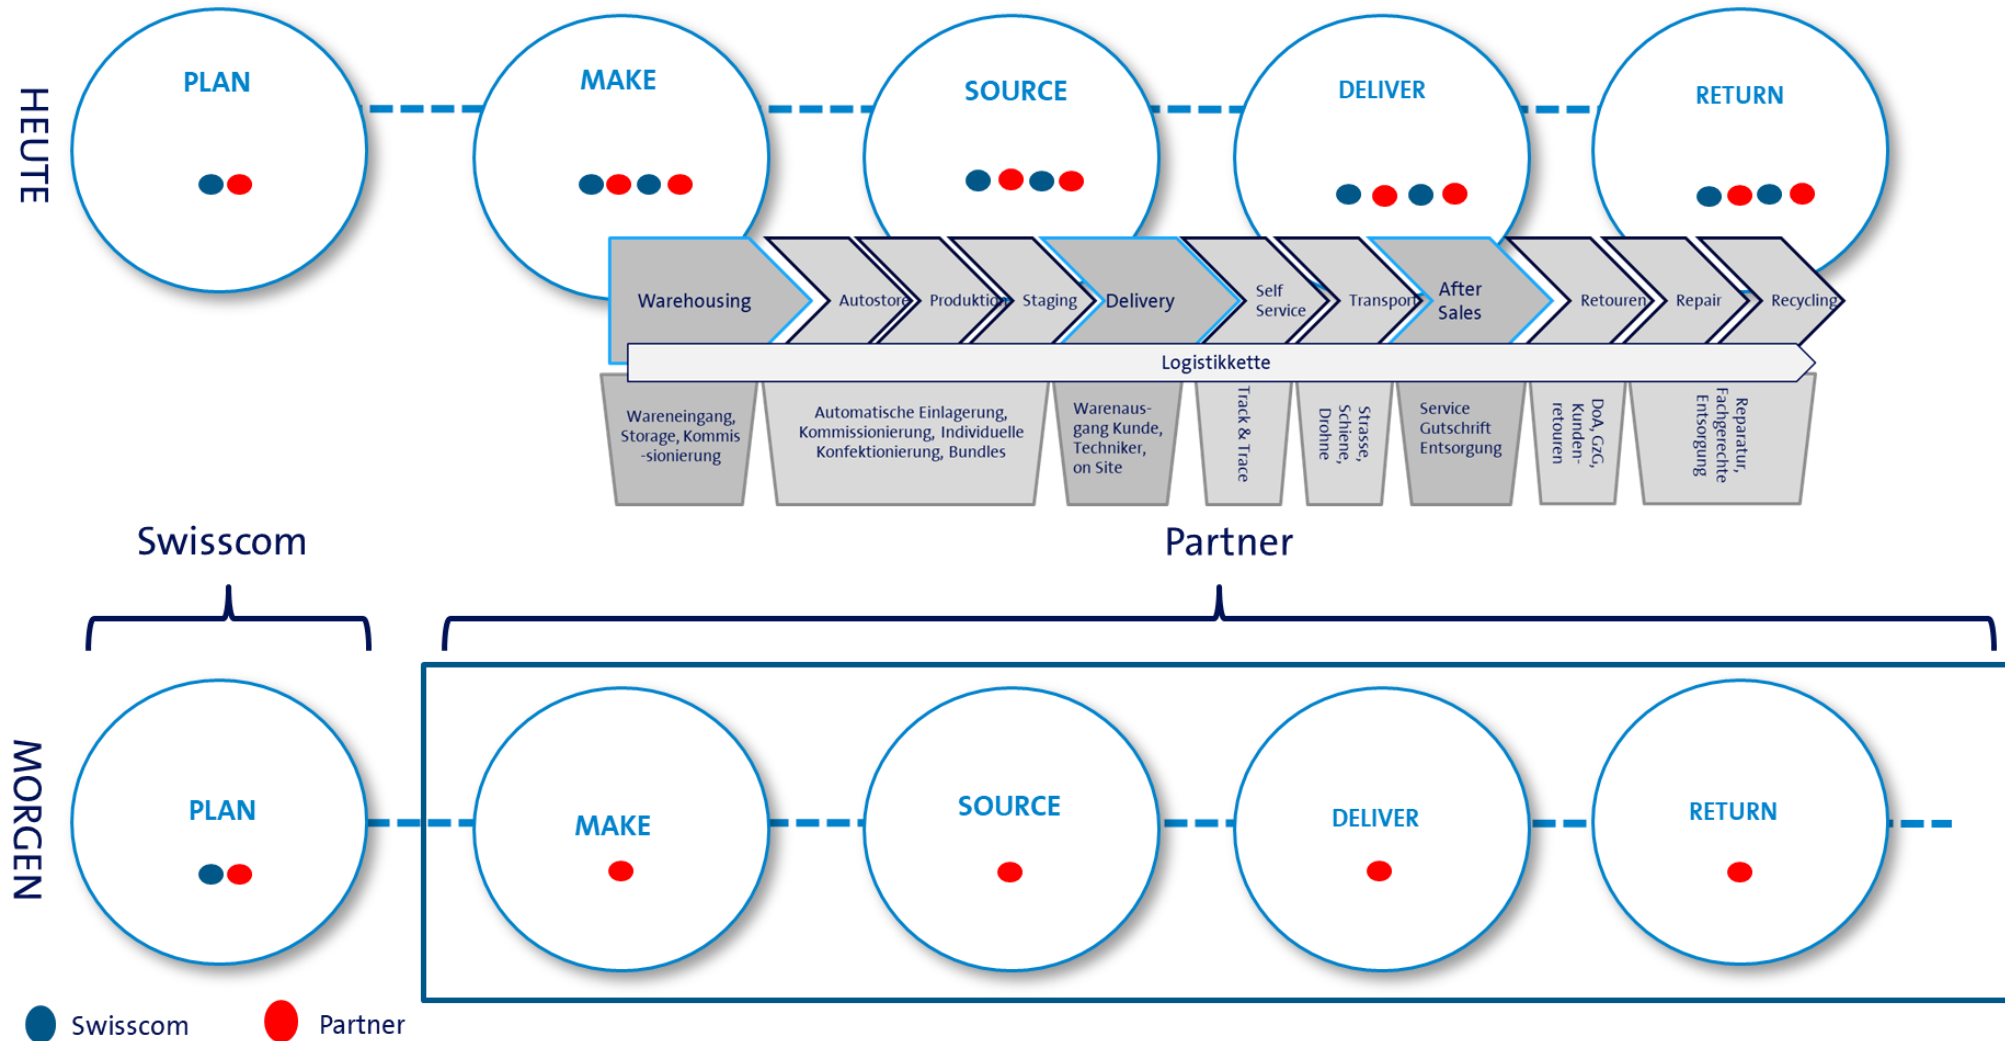 HEUTE
PLAN
MAKE
SOURCE
DELIVER
RETURN
Warehousing
Autostore
Produktion
Staging
Delivery
Self
Service
Transport
After
Sales
Retouren
Repair
Recycling
Logistikkette
Wareneingang,
Storage, Kommis
-sionierung
Automatische Einlagerung,
Kommissionierung, Individuelle
Konfektionierung, Bundles
Warenaus-
gang Kunde,
Techniker,
on Site
Track & Trace
Strasse,
Schiene,
Drohne
Service
Gutschrift
Entsorgung
DoA, GzG,
Kunden-
retouren
Reparatur,
Fachgerechte
Entsorgung
Swisscom
Partner
MORGEN
PLAN
MAKE
SOURCE
DELIVER
RETURN
Swisscom
Partner